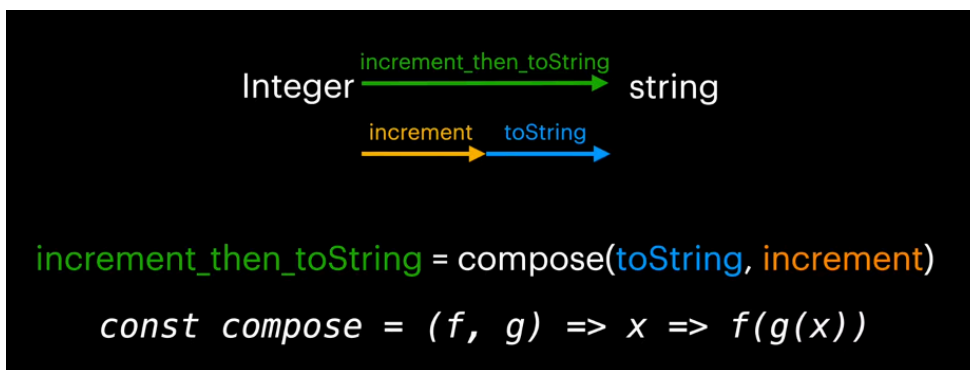 increment_then_toString
Integer string
increment toString
increment_then_toString = compose(toString, increment)
const compose = (f, g) => x => f(g(x))